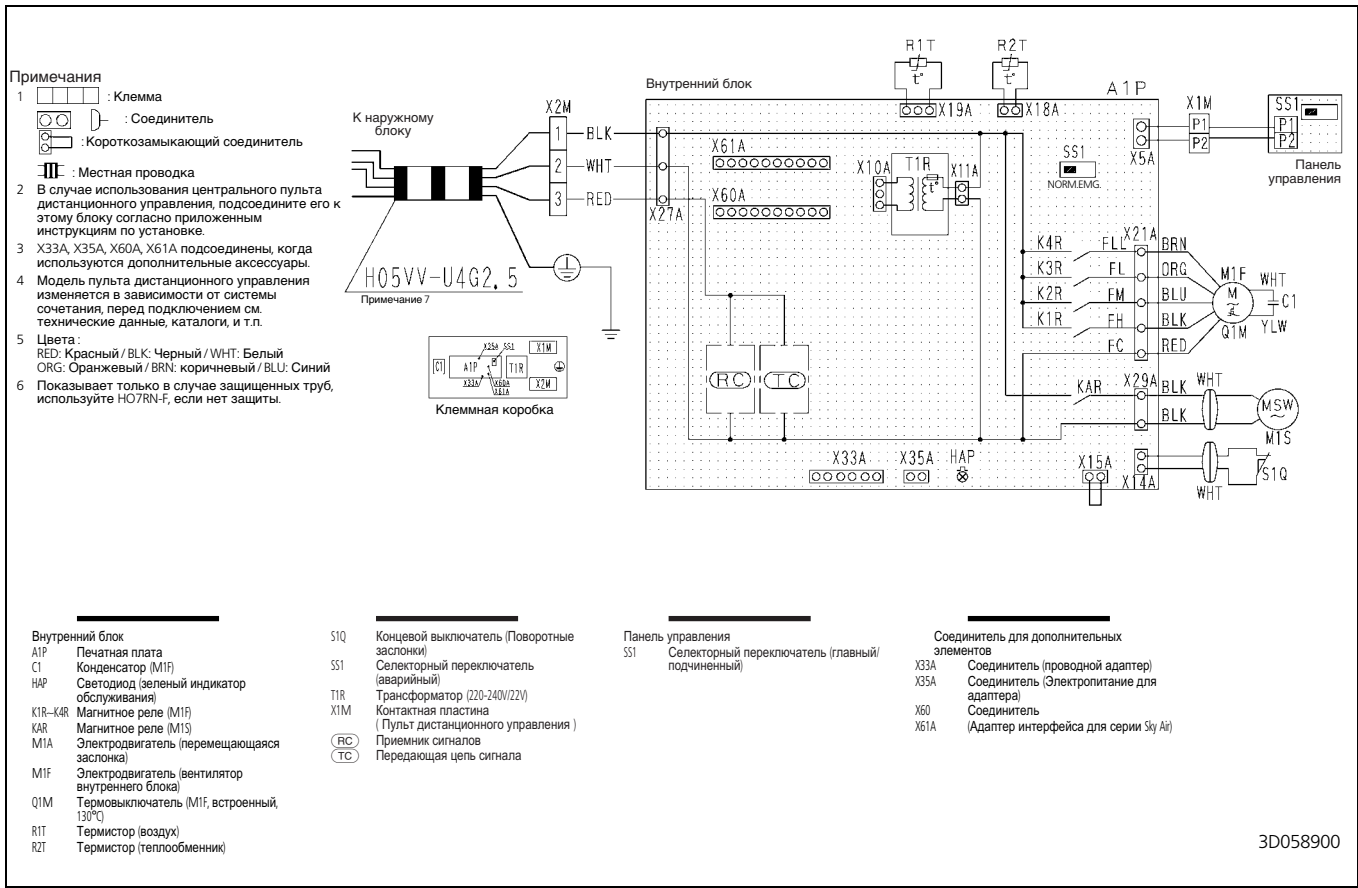 Примечания
1 : Клемма
: Соединитель
: Короткозамыкающий соединитель
: Местная проводка
2 В случае использования центрального пульта
дистанционного управления, подсоедините его к
этому блоку согласно приложенным
инструкциям по установке.
3 X33A, X35A, X60A, X61A подсоединены, когда
используются дополнительные аксессуары.
4 Модель пульта дистанционного управления
изменяется в зависимости от системы
сочетания, перед подключением см.
технические данные, каталоги, и т.п.
5 Цвета :
RED: Красный / BLK: Черный / WHT: Белый
ORG: Оранжевый / BRN: коричневый / BLU: Синий
6 Показывает только в случае защищенных труб,
используйте HO7RN-F, если нет защиты.
К наружному
блоку
X2M
1 BLK
2 WHT
3 RED
X27A
H05VV-U4G2.5
Примечание 7
X35A SS1 X1M
C1 A1P T1R
X33A X60A X2M
X61A
Клеммная коробка
Внутренний блок
R1T
t°
X19A
R2T
t°
X18A
A1P
X61A
X60A
X10A
T1R
t°
X11A
SS1
NORM.EMG.
X5A
X1M
P1
P2
SS1
P1
P2
Панель
управления
X21A
K4R FLL BRN
K3R FL ORG
K2R FM BLU
K1R FH BLK
FC RED
M1F
M
~
Q1M
WHT
C1
YLW
RC
TC
KAR
X29A
BLK
BLK
WHT
MSW
~
M1S
X33A
X35A
HAP
X15A
X14A
WHT
S1Q
Внутренний блок
A1P Печатная плата
C1 Конденсатор (M1F)
HAP Светодиод (зеленый индикатор
обслуживания)
K1R–K4R Магнитное реле (M1F)
KAR Магнитное реле (M1S)
M1A Электродвигатель (перемещающаяся
заслонка)
M1F Электродвигатель (вентилятор
внутреннего блока)
Q1M Термовыключатель (M1F, встроенный,
130°C)
R1T Термистор (воздух)
R2T Термистор (теплообменник)
S1Q Концевой выключатель (Поворотные
заслонки)
SS1 Селекторный переключатель
(аварийный)
T1R Трансформатор (220-240V/22V)
X1M Контактная пластина
( Пульт дистанционного управления )
RC Приемник сигналов
TC Передающая цепь сигнала
Панель управления
SS1 Селекторный переключатель (главный/
подчиненный)
Соединитель для дополнительных
элементов
X33A Соединитель (проводной адаптер)
X35A Соединитель (Электропитание для
адаптера)
X60 Соединитель
X61A (Адаптер интерфейса для серии Sky Air)
3D058900